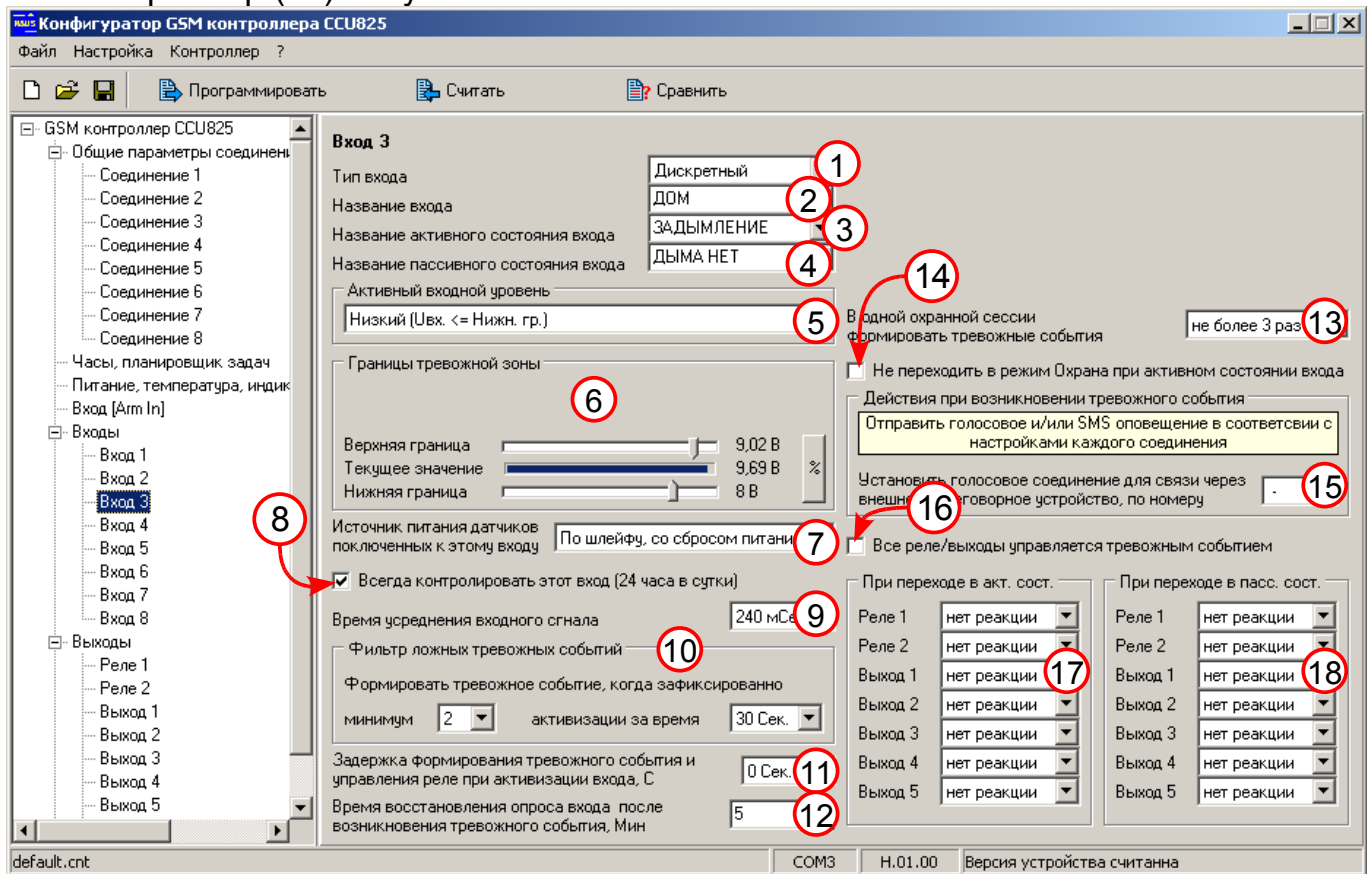 Конфигуратор GSM контроллера CCU825
Файл Настройка Контроллер ?
Программировать Считать Сравнить
GSM контроллер CCU825
Общие параметры соединени
Соединение 1
Соединение 2
Соединение 3
Соединение 4
Соединение 5
Соединение 6
Соединение 7
Соединение 8
Часы, планировщик задач
Питание, температура, индик
Вход [Arm In]
Входы
Вход 1
Вход 2
Вход 3
Вход 4
Вход 5
Вход 6
Вход 7
Вход 8
Выходы
Реле 1
Реле 2
Выход 1
Выход 2
Выход 3
Выход 4
Выход 5
Вход 3
Тип входа Дискретный 1
Название входа ДОМ 2
Название активного состояния входа ЗАДЫМЛЕНИЕ 3
Название пассивного состояния входа ДЫМА НЕТ 4
Активный входной уровень
Низкий (Uвх. <= Нижн. гр.) 5
Границы тревожной зоны
6
Верхняя граница 9,02 В
Текущее значение 9,69 В %
Нижняя граница 8 В
Источник питания датчиков
поключенных к этому входу По шлейфу, со сбросом питани 7
8
Всегда контролировать этот вход (24 часа в сутки)
Время усреднения входного сгнала 240 мСе 9
Фильтр ложных тревожных событий 10
Формировать тревожное событие, когда зафиксированно
минимум 2 активизации за время 30 Сек.
Задержка формирования тревожного события и
управления реле при активизации входа, С 0 Сек. 11
Время восстановления опроса входа после
возникновения тревожного события, Мин 5 12
14
В одной охранной сессии
формировать тревожные события не более 3 раз 13
Не переходить в режим Охрана при активном состоянии входа
Действия при возникновении тревожного события
Отправить голосовое и/или SMS оповещение в соответсвии с
настройками каждого соединения
Установить голосовое соединение для связи через
внешнее переговорное устройство, по номеру - 15
16
Все реле/выходы управляется тревожным событием
При переходе в акт. сост.
Реле 1 нет реакции
Реле 2 нет реакции
Выход 1 нет реакции 17
Выход 2 нет реакции
Выход 3 нет реакции
Выход 4 нет реакции
Выход 5 нет реакции
При переходе в пасс. сост.
Реле 1 нет реакции
Реле 2 нет реакции
Выход 1 нет реакции 18
Выход 2 нет реакции
Выход 3 нет реакции
Выход 4 нет реакции
Выход 5 нет реакции
default.cnt COM3 H.01.00 Версия устройства считанна